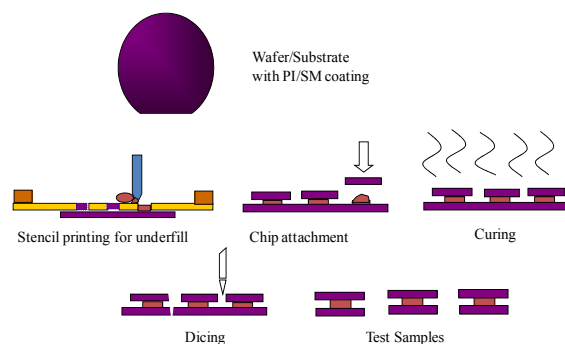 Wafer/Substrate
with PI/SM coating
Stencil printing for underfill
Chip attachment
Curing
Dicing
Test Samples